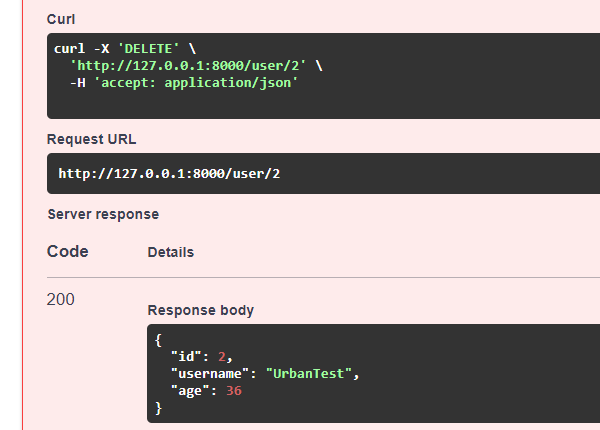 Curl
curl -X 'DELETE' \
  'http://127.0.0.1:8000/user/2' \
  -H 'accept: application/json'
Request URL
http://127.0.0.1:8000/user/2
Server response
Code Details
200
Response body
{
  "id": 2,
  "username": "UrbanTest",
  "age": 36
}